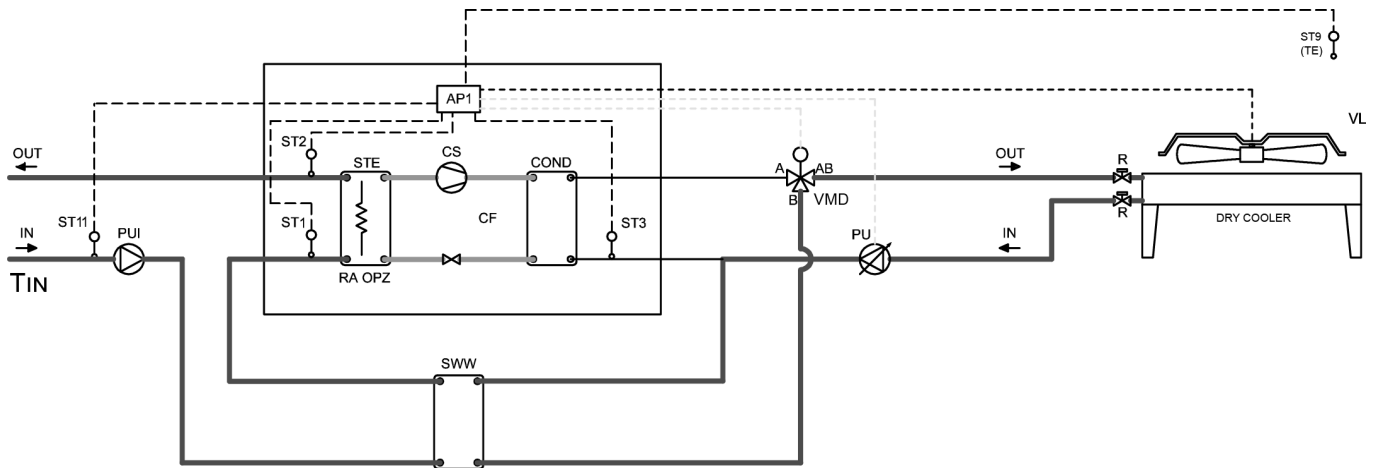 ST9
(TE)
AP1
VL
ST2
STE
CS
COND
OUT
OUT
R
A
AB
B
VMD
ST11
ST1
CF
ST3
R
DRY COOLER
IN
PUI
PU
IN
TIN
RA OPZ
SWW